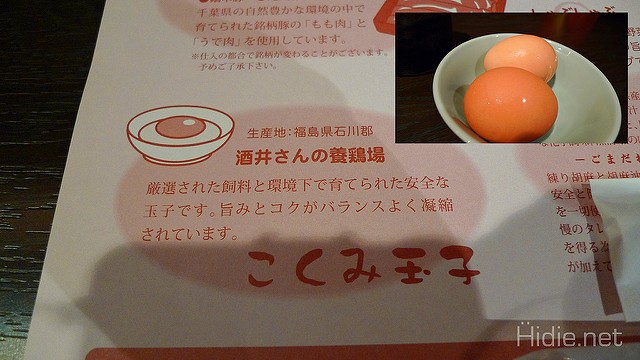 千葉県の自然豊かな環境の中で
育てられた銘柄豚の「もも肉」と
「うで肉」を使用しています。
※仕入の都合で銘柄が変わることがございます。
予めご了承下さい。
生産地:福島県石川郡
酒井さんの養鶏場
厳選された飼料と環境下で育てられた安全な
玉子です。旨みとコクがバランスよく凝縮
されています。
こくみ玉子
ーごまだ
練り胡麻と胡麻油
安全と
を一切使
慢のタレ
を得る為
が加えて
Hidie.net